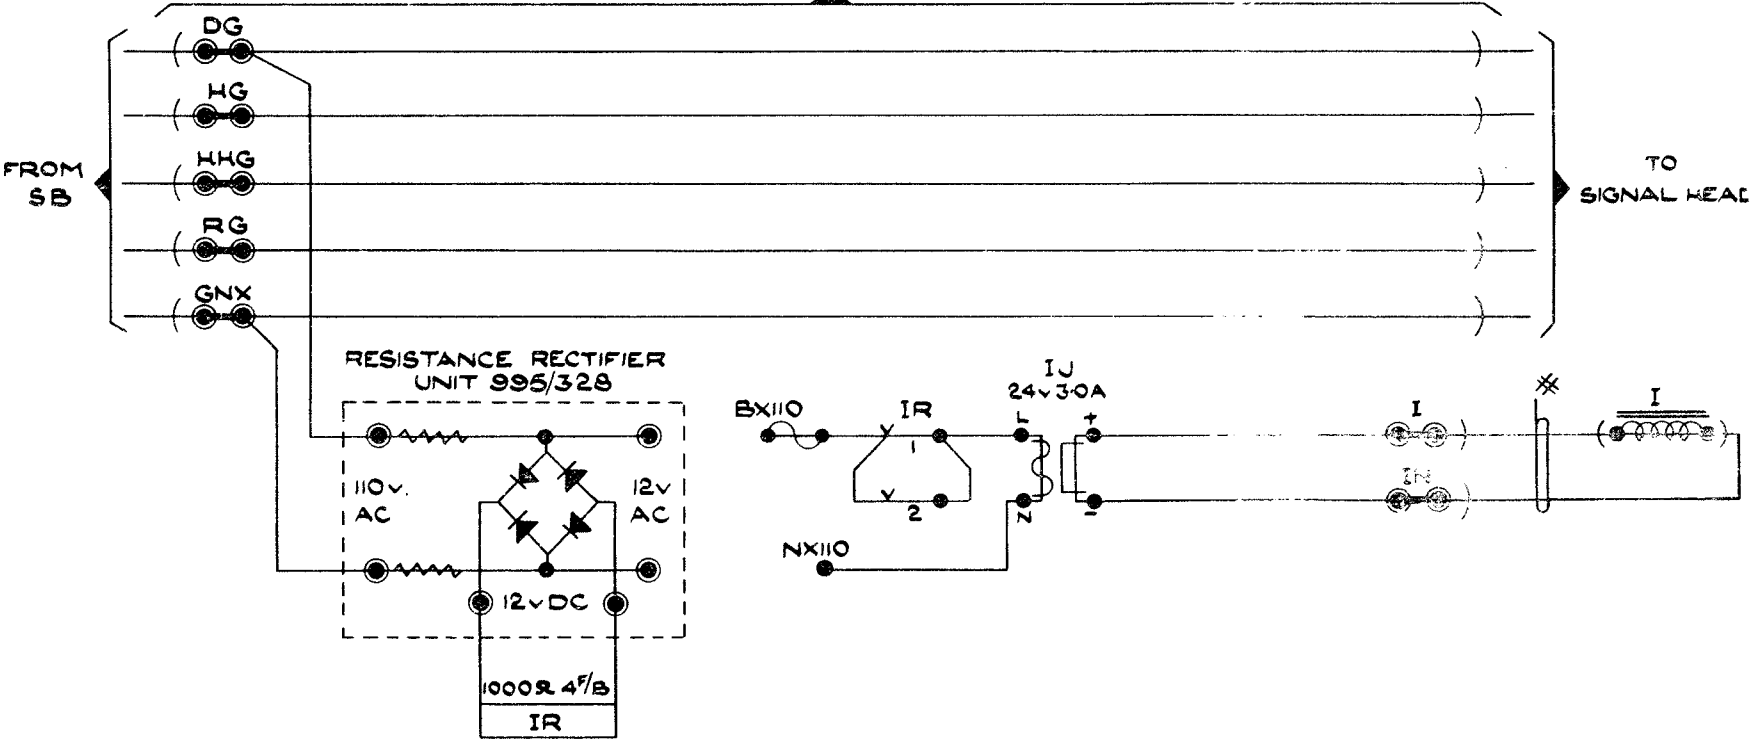 DG
HG
HHG
RG
GNX
FROM
SB
TO
SIGNAL HEAD
RESISTANCE RECTIFIER
UNIT 995/328
110v.
AC
12v
AC
12v DC
1000Ω 4F/B
IR
BX110
IR
1
2
NX110
IJ
24v 3·0A
L
N
+
-
I
IN
I